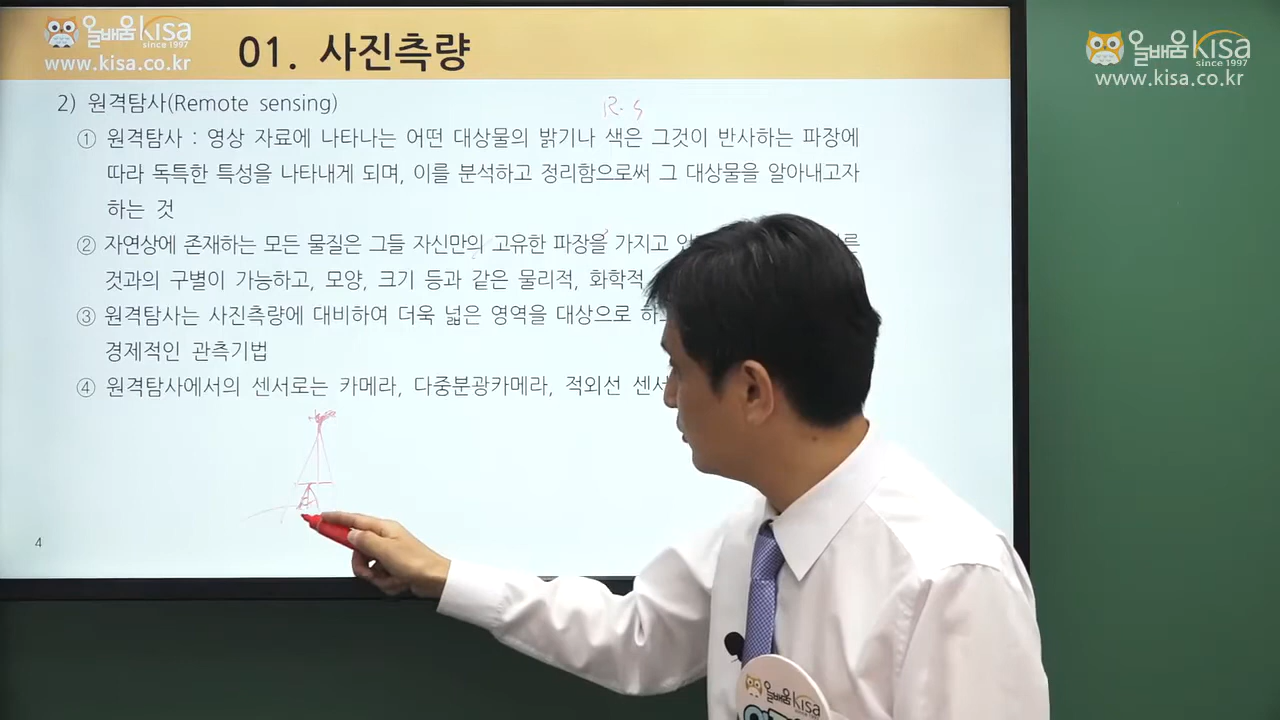 올배움kisa
since 1997
www.kisa.co.kr
01. 사진측량
올배움kisa
since 1997
www.kisa.co.kr
2) 원격탐사(Remote sensing)
R.S
① 원격탐사 : 영상 자료에 나타나는 어떤 대상물의 밝기나 색은 그것이 반사하는 파장에
따라 독특한 특성을 나타내게 되며, 이를 분석하고 정리함으로써 그 대상물을 알아내고자
하는 것
② 자연상에 존재하는 모든 물질은 그들 자신만의 고유한 파장을 가지고
것과의 구별이 가능하고, 모양, 크기 등과 같은 물리적, 화학적
③ 원격탐사는 사진측량에 대비하여 더욱 넓은 영역을 대상으로
경제적인 관측기법
④ 원격탐사에서의 센서로는 카메라, 다중분광카메라, 적외선 센서
4
올배움kisa
since 1997